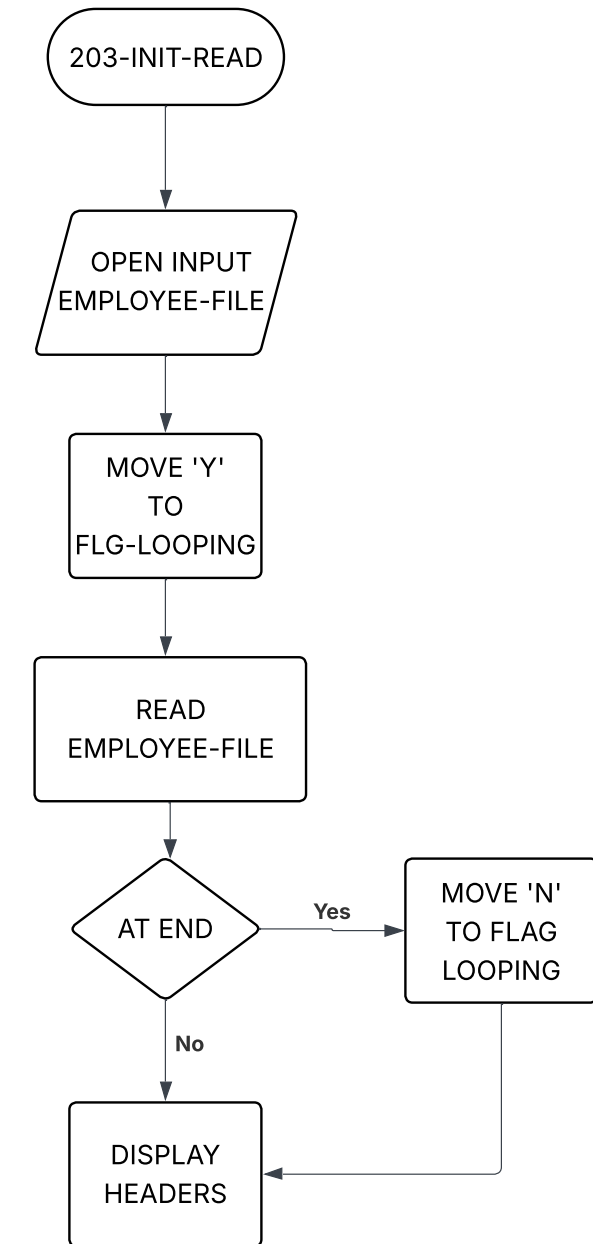 203-INIT-READ
OPEN INPUT
EMPLOYEE-FILE
MOVE 'Y'
TO
FLG-LOOPING
READ
EMPLOYEE-FILE
AT END
Yes
MOVE 'N'
TO FLAG
LOOPING
No
DISPLAY
HEADERS